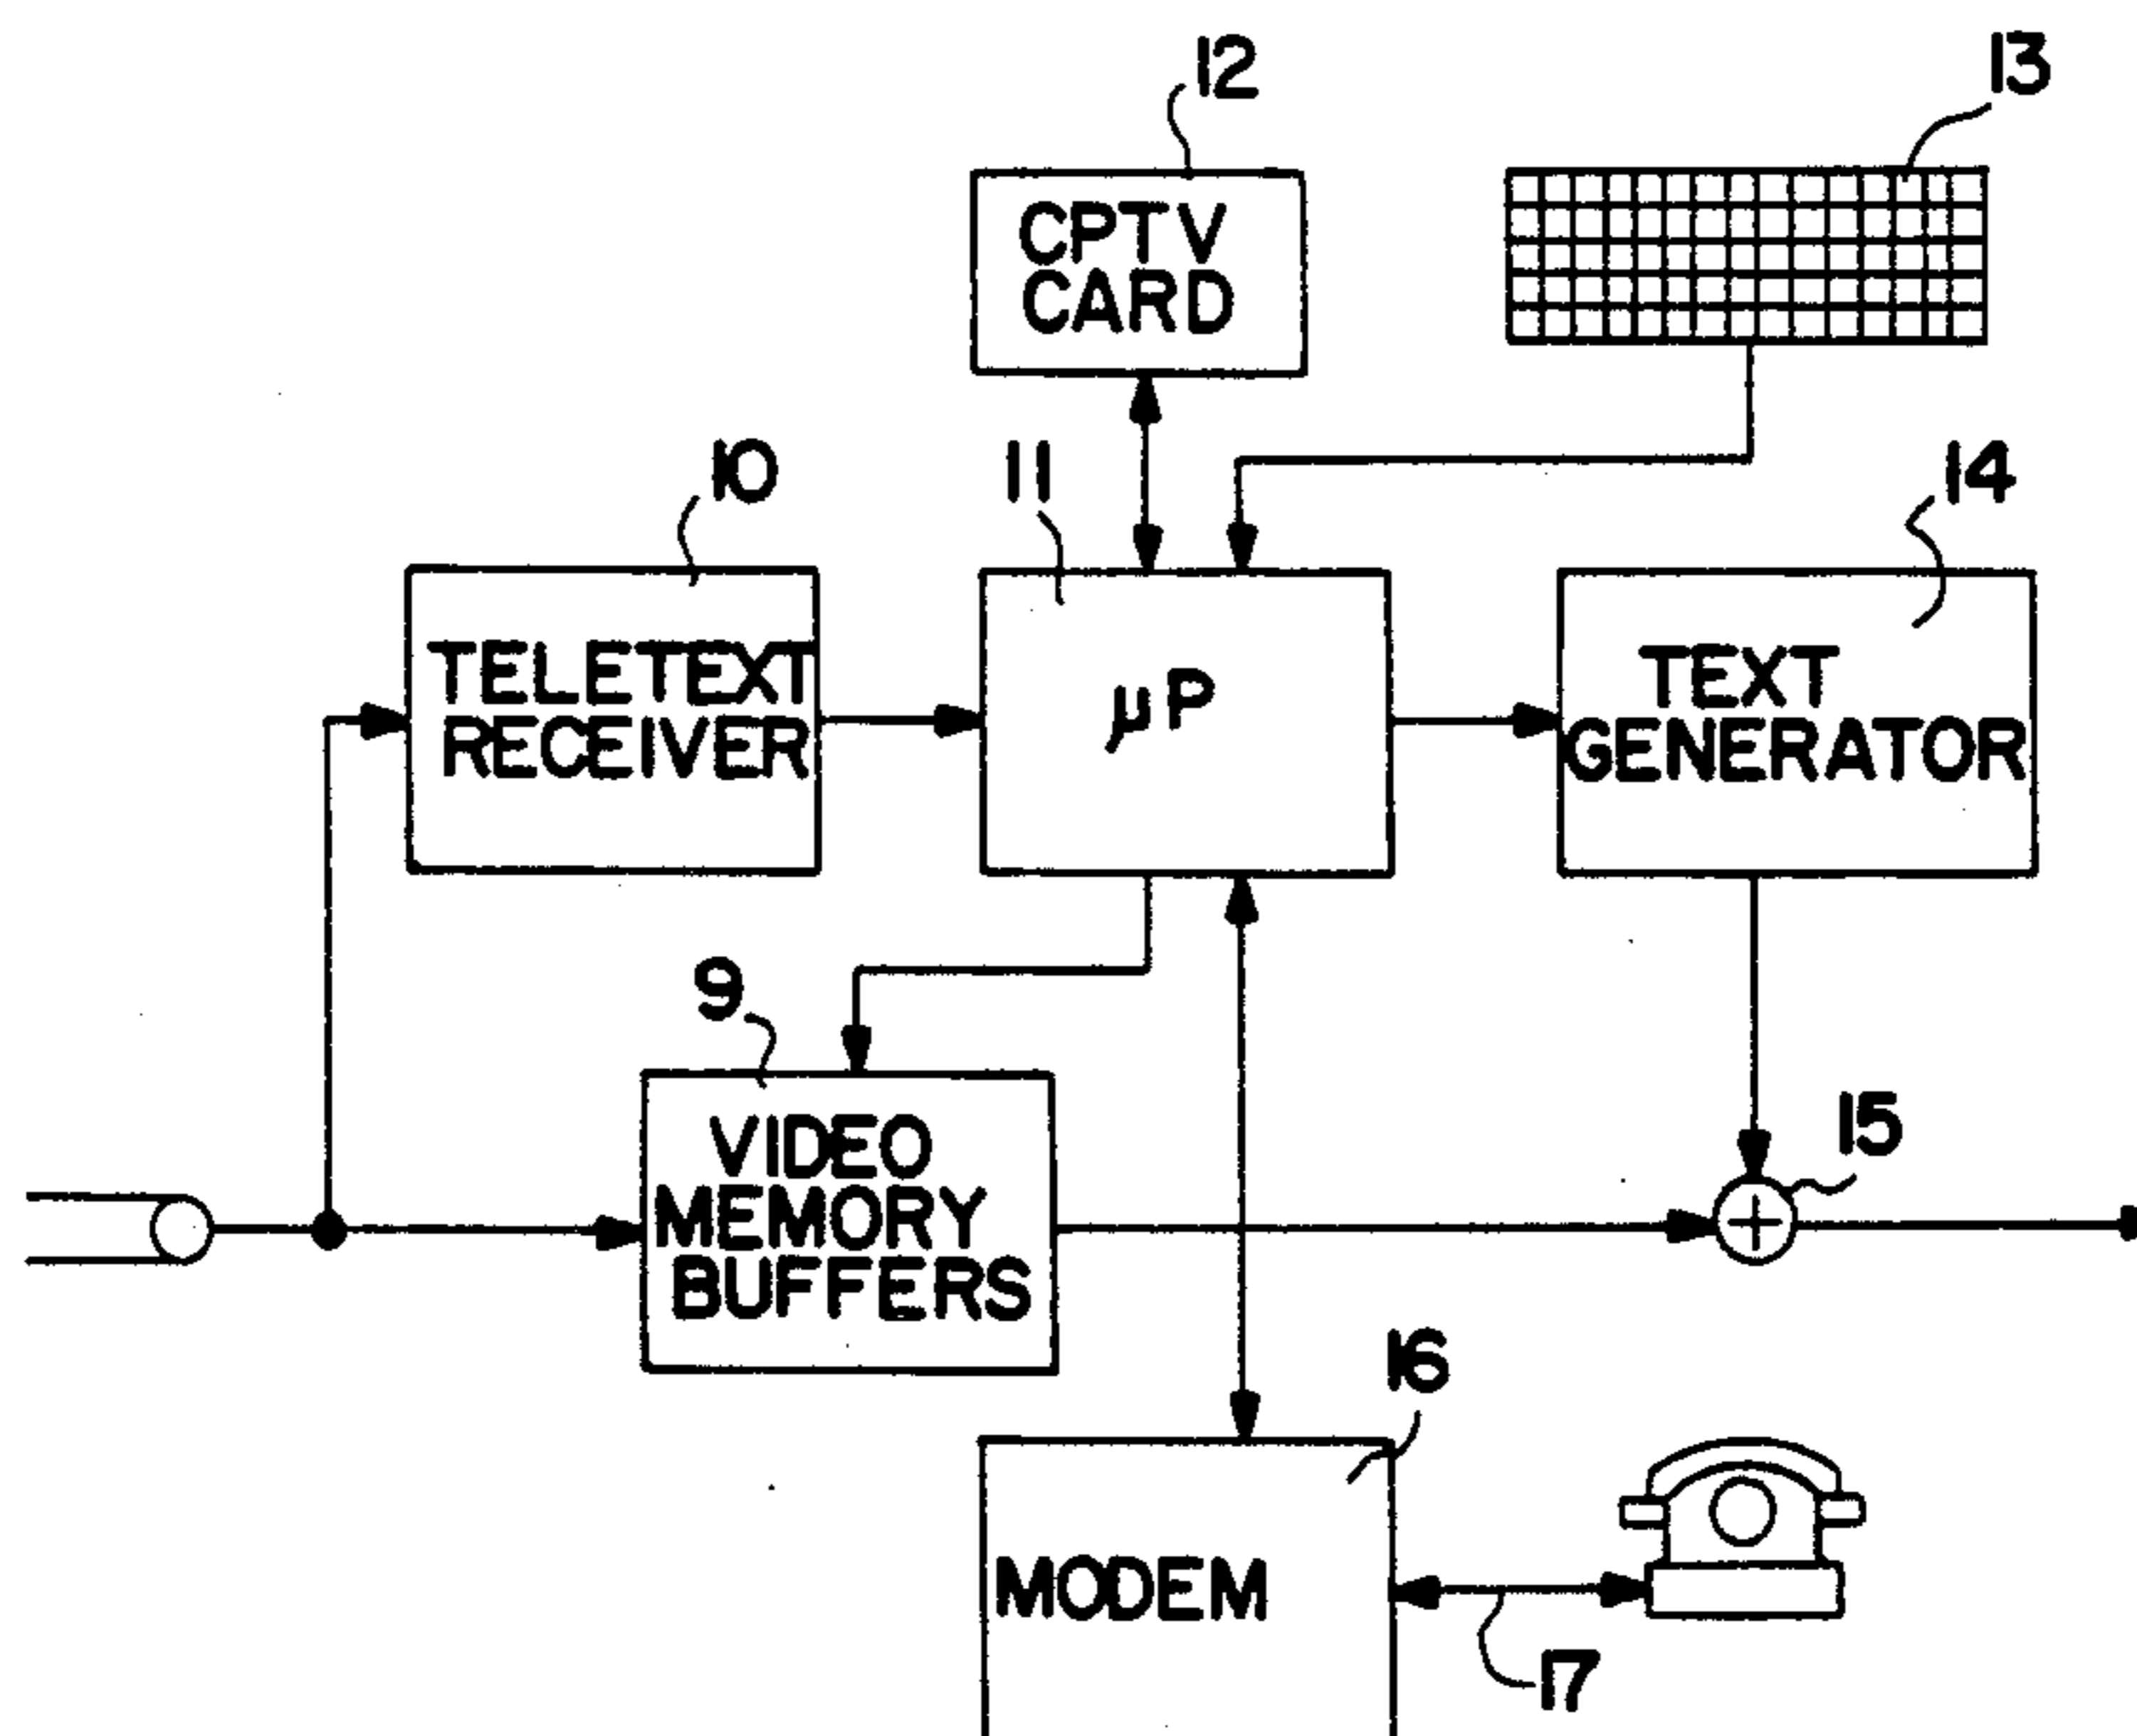 12
13
CPTV
CARD
10
11
14
TELETEXT
RECEIVER
μP
TEXT
GENERATOR
9
15
VIDEO
MEMORY
BUFFERS
16
MODEM
17